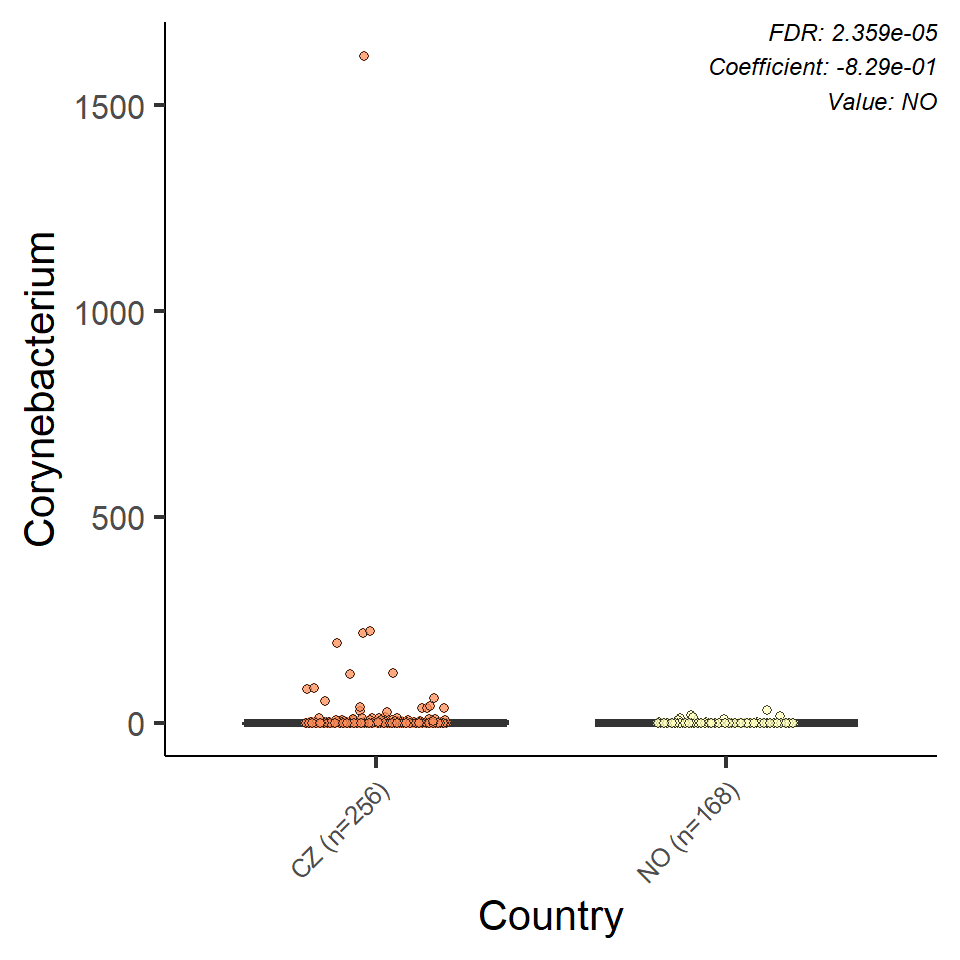 FDR: 2.359e-05
Coefficient: -8.29e-01
Value: NO
1500
1000
500
0
Corynebacterium
CZ (n=256)
NO (n=168)
Country